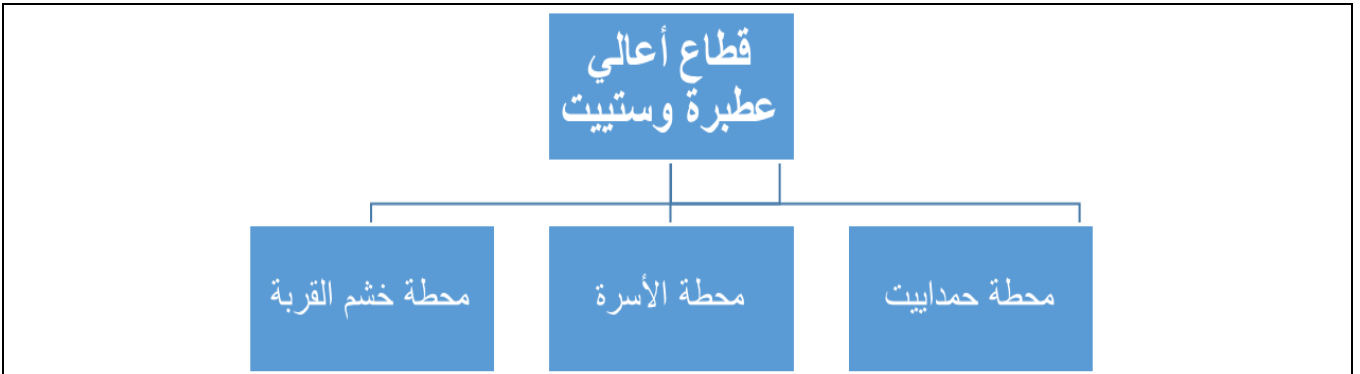 قطاع أعالي
عطبرة وستييت
محطة حمداييت
محطة الأسرة
محطة خشم القربة